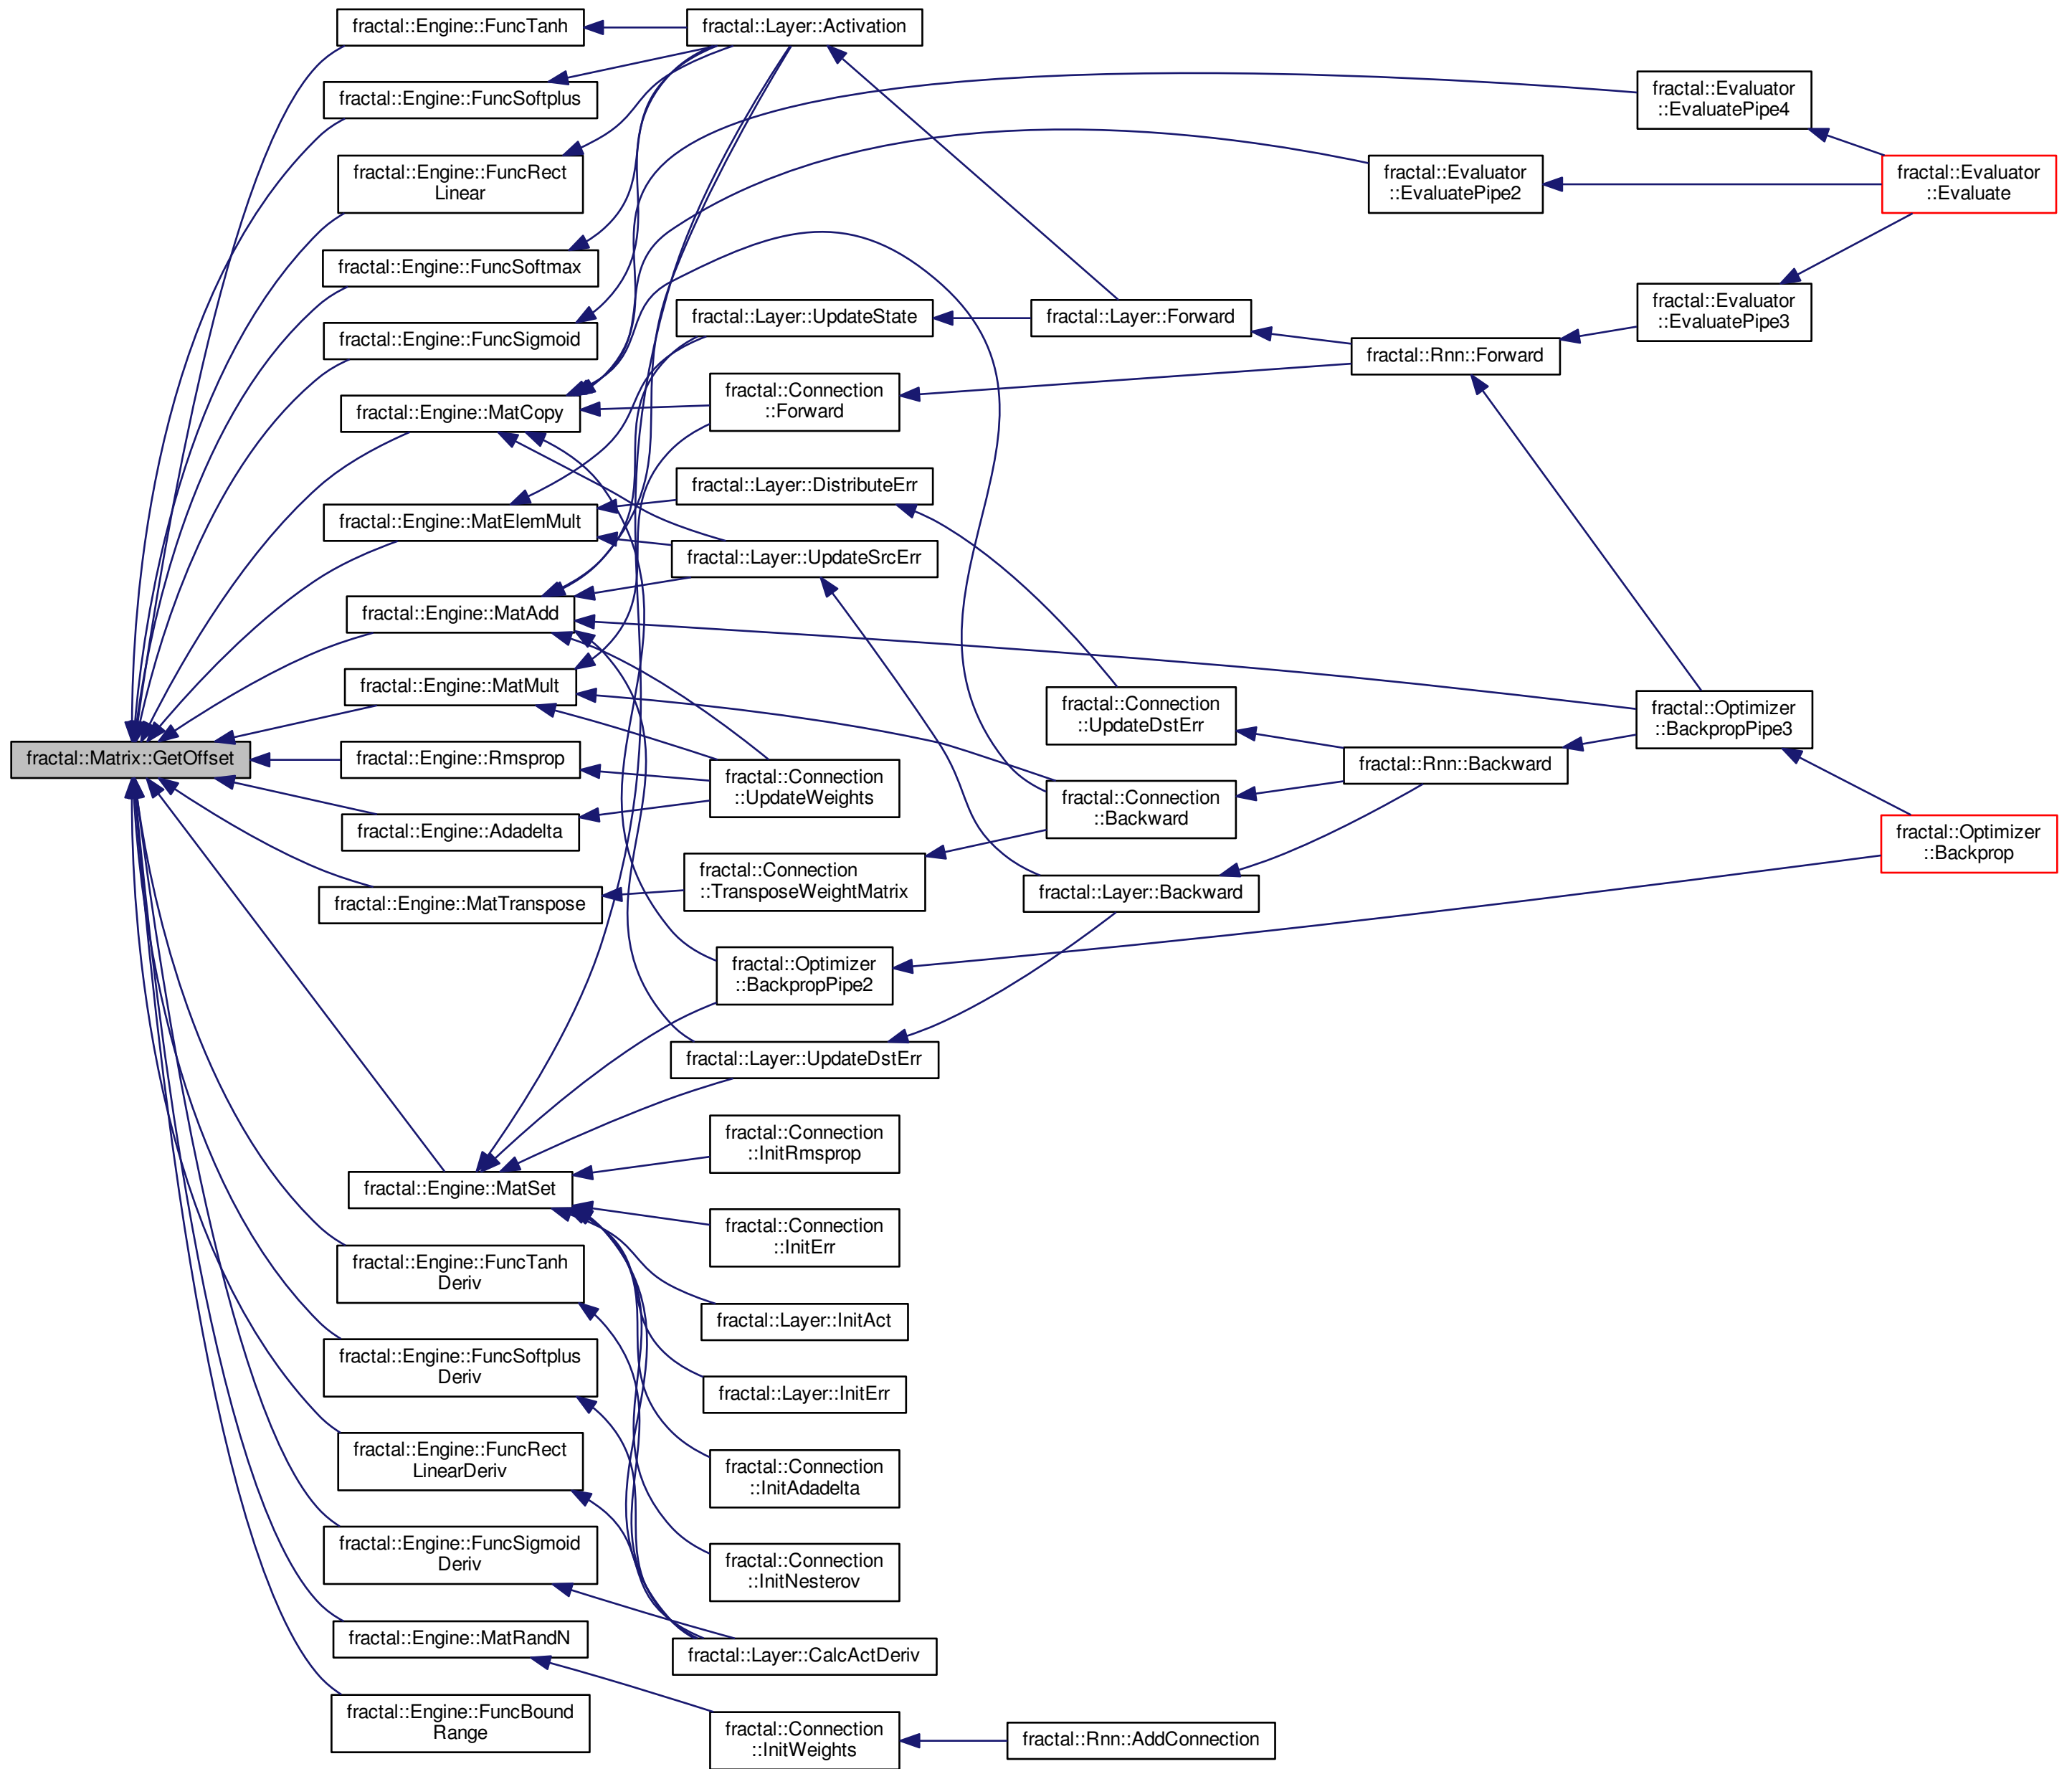 fractal::Matrix::GetOffset
fractal::Engine::FuncTanh
fractal::Engine::FuncSoftplus
fractal::Engine::FuncRect
Linear
fractal::Engine::FuncSoftmax
fractal::Engine::FuncSigmoid
fractal::Engine::MatCopy
fractal::Engine::MatElemMult
fractal::Engine::MatAdd
fractal::Engine::MatMult
fractal::Engine::Rmsprop
fractal::Engine::Adadelta
fractal::Engine::MatTranspose
fractal::Engine::MatSet
fractal::Engine::FuncTanh
Deriv
fractal::Engine::FuncSoftplus
Deriv
fractal::Engine::FuncRect
LinearDeriv
fractal::Engine::FuncSigmoid
Deriv
fractal::Engine::MatRandN
fractal::Engine::FuncBound
Range
fractal::Layer::Activation
fractal::Layer::UpdateState
fractal::Connection
::Forward
fractal::Layer::DistributeErr
fractal::Layer::UpdateSrcErr
fractal::Connection
::UpdateWeights
fractal::Connection
::TransposeWeightMatrix
fractal::Optimizer
::BackpropPipe2
fractal::Layer::UpdateDstErr
fractal::Connection
::InitRmsprop
fractal::Connection
::InitErr
fractal::Layer::InitAct
fractal::Layer::InitErr
fractal::Connection
::InitAdadelta
fractal::Connection
::InitNesterov
fractal::Layer::CalcActDeriv
fractal::Connection
::InitWeights
fractal::Layer::Forward
fractal::Connection
::UpdateDstErr
fractal::Connection
::Backward
fractal::Layer::Backward
fractal::Rnn::AddConnection
fractal::Evaluator
::EvaluatePipe2
fractal::Rnn::Forward
fractal::Rnn::Backward
fractal::Evaluator
::EvaluatePipe4
fractal::Evaluator
::EvaluatePipe3
fractal::Optimizer
::BackpropPipe3
fractal::Evaluator
::Evaluate
fractal::Optimizer
::Backprop